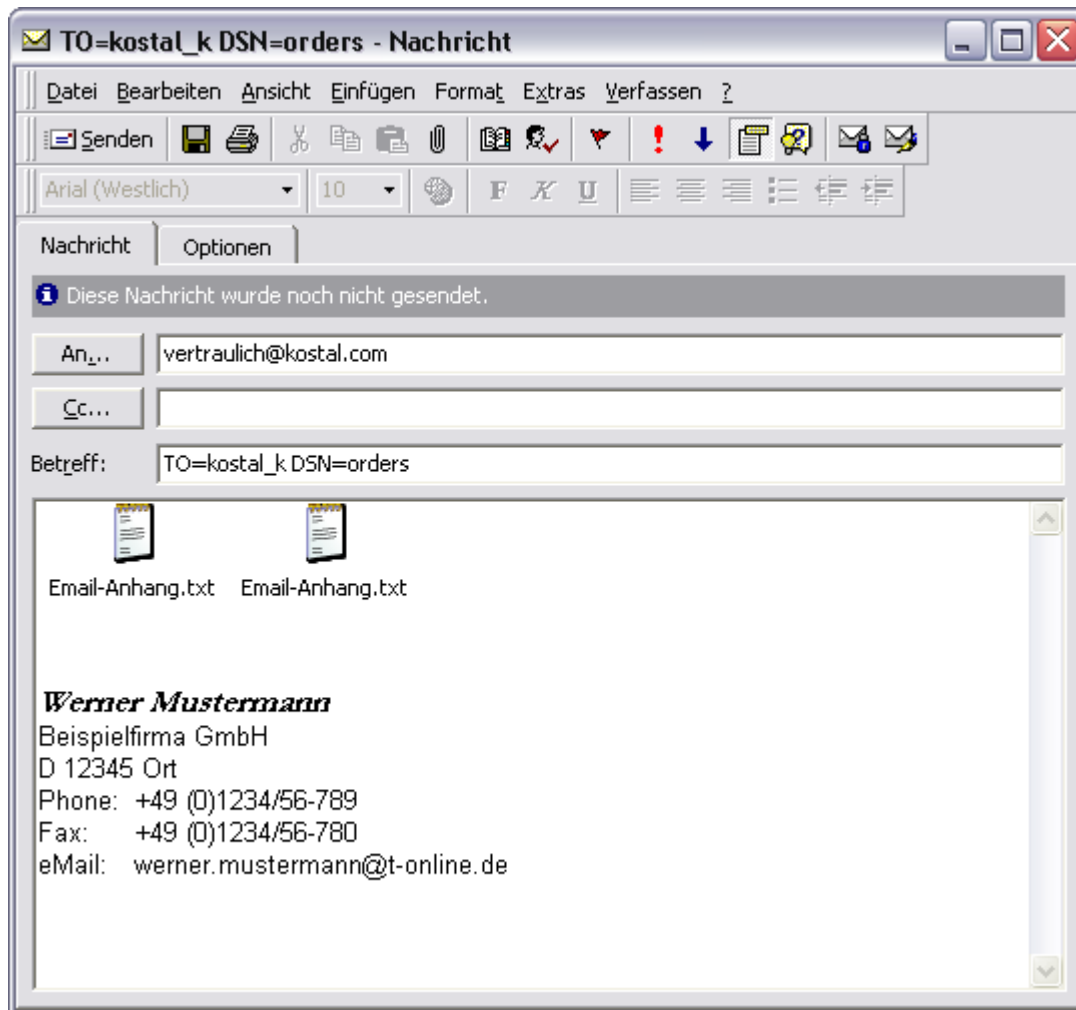 TO=kostal_k DSN=orders - Nachricht
Datei Bearbeiten Ansicht Einfügen Format Extras Verfassen ?
Senden
Arial (Westlich) 10 F K U
Nachricht Optionen
Diese Nachricht wurde noch nicht gesendet.
An... vertraulich@kostal.com
Cc...
Betreff: TO=kostal_k DSN=orders
Email-Anhang.txt Email-Anhang.txt
Werner Mustermann
Beispielfirma GmbH
D 12345 Ort
Phone: +49 (0)1234/56-789
Fax: +49 (0)1234/56-780
eMail: werner.mustermann@t-online.de